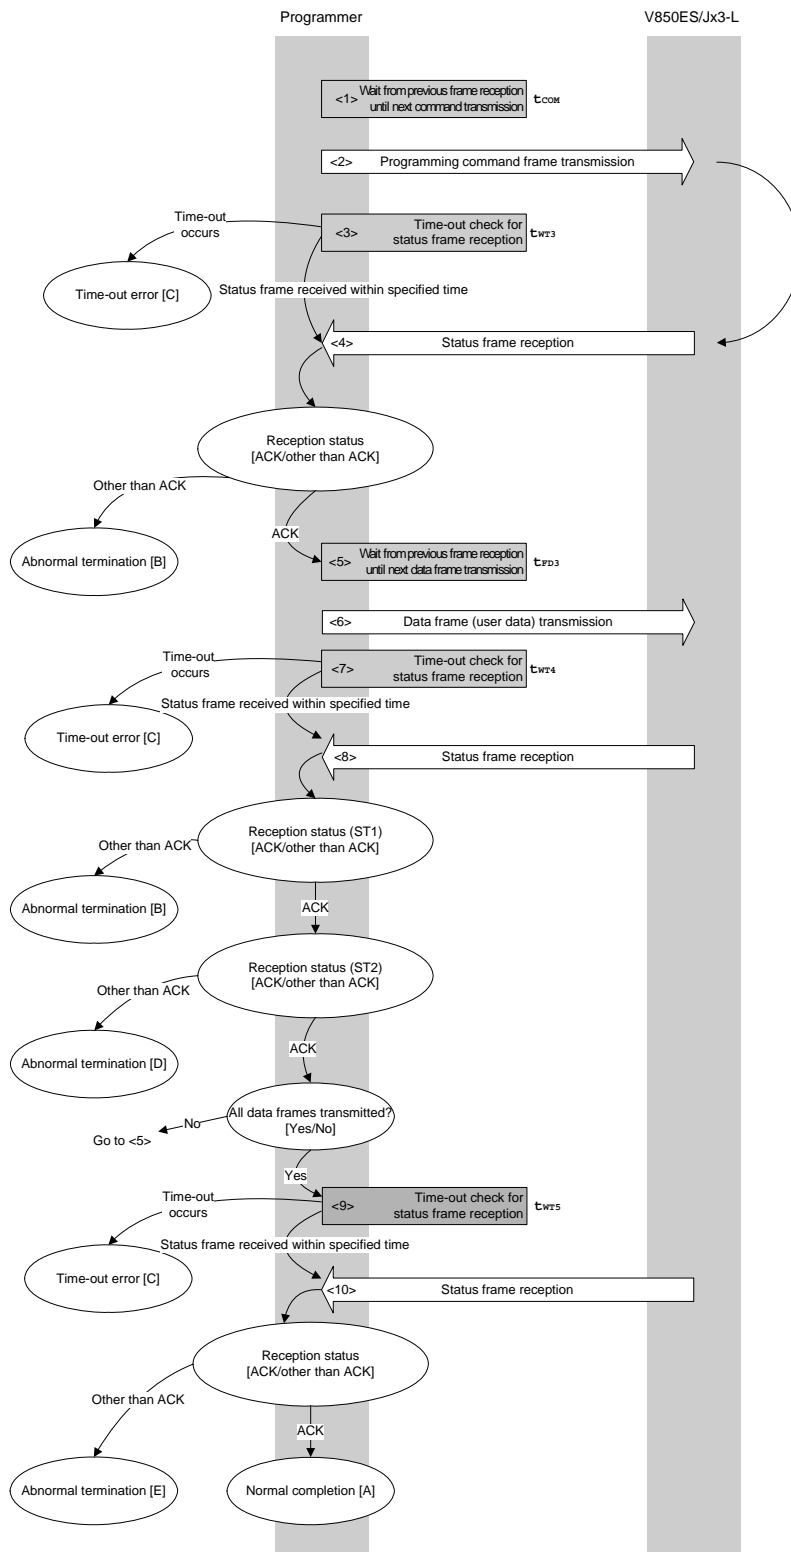 Programmer
V850ES/Jx3-L
<1> Wait from previous frame reception
until next command transmission
tCOM
<2> Programming command frame transmission
Time-out
occurs
<3> Time-out check for
status frame reception
tWT3
Time-out error [C]
Status frame received within specified time
<4> Status frame reception
Reception status
[ACK/other than ACK]
Other than ACK
ACK
Abnormal termination [B]
<5> Wait from previous frame reception
until next data frame transmission
tFD3
<6> Data frame (user data) transmission
Time-out
occurs
<7> Time-out check for
status frame reception
tWT4
Status frame received within specified time
Time-out error [C]
<8> Status frame reception
Reception status (ST1)
[ACK/other than ACK]
Other than ACK
Abnormal termination [B]
ACK
Reception status (ST2)
[ACK/other than ACK]
Other than ACK
ACK
Abnormal termination [D]
All data frames transmitted?
[Yes/No]
No
Go to <5>
Yes
Time-out
occurs
<9> Time-out check for
status frame reception
tWT5
Status frame received within specified time
Time-out error [C]
<10> Status frame reception
Reception status
[ACK/other than ACK]
Other than ACK
ACK
Abnormal termination [E]
Normal completion [A]